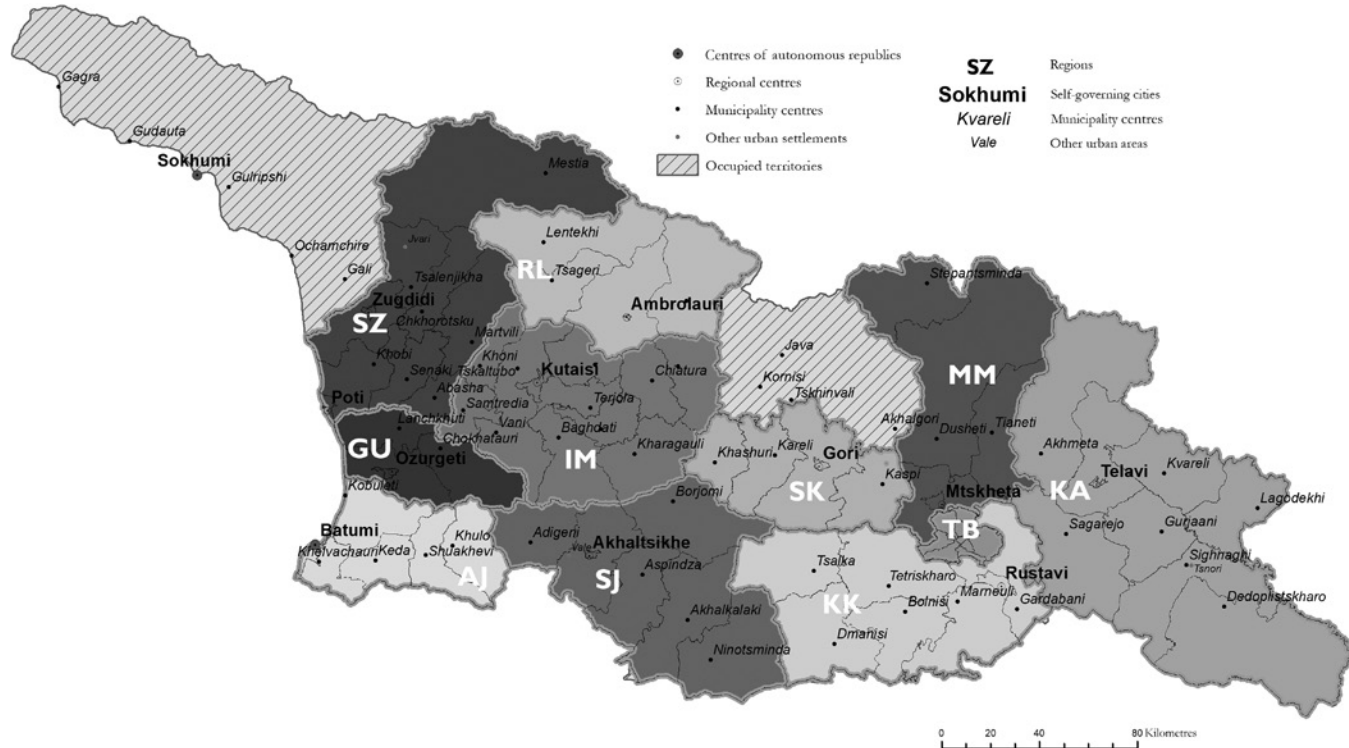 Centres of autonomous republics
Regional centres
Municipality centres
Other urban settlements
Occupied territories
SZ Regions
Sokhumi Self-governing cities
Kvareli Municipality centres
Vale Other urban areas
Gagra
Gudauta
Sokhumi
Gulripshi
Ochamchire
Gali
Mestia
Jvari
Tsalenjikha
Zugdidi
Chkhorotsku
SZ
Martvili
Khobi
Senaki
Abasha
Poti
Lentekhi
RL
Tsageri
Ambrolauri
Khoni
Tskaltubo
Kutaisi
Chiatura
Samtredia
Terjola
Vani
Baghdati
Kharagauli
IM
Lanchkhuti
Chokhatauri
GU
Ozurgeti
Kobuleti
Batumi
Khelvachauri
Keda
Shuakhevi
Khulo
AJ
Java
Kornisi
Tskhinvali
Akhalgori
Khashuri
Kareli
Gori
Kaspi
SK
Stepantsminda
MM
Dusheti
Tianeti
Mtskheta
TB
Akhmeta
Telavi
Kvareli
KA
Lagodekhi
Sagarejo
Gurjaani
Sighnaghi
Tsnori
Dedoplistskharo
Borjomi
Adigeni
Vale
Akhaltsikhe
Aspindza
SJ
Akhalkalaki
Ninotsminda
Tsalka
Tetriskharo
Rustavi
KK
Bolnisi
Marneuli
Gardabani
Dmanisi
0 20 40 60 80 Kilometres